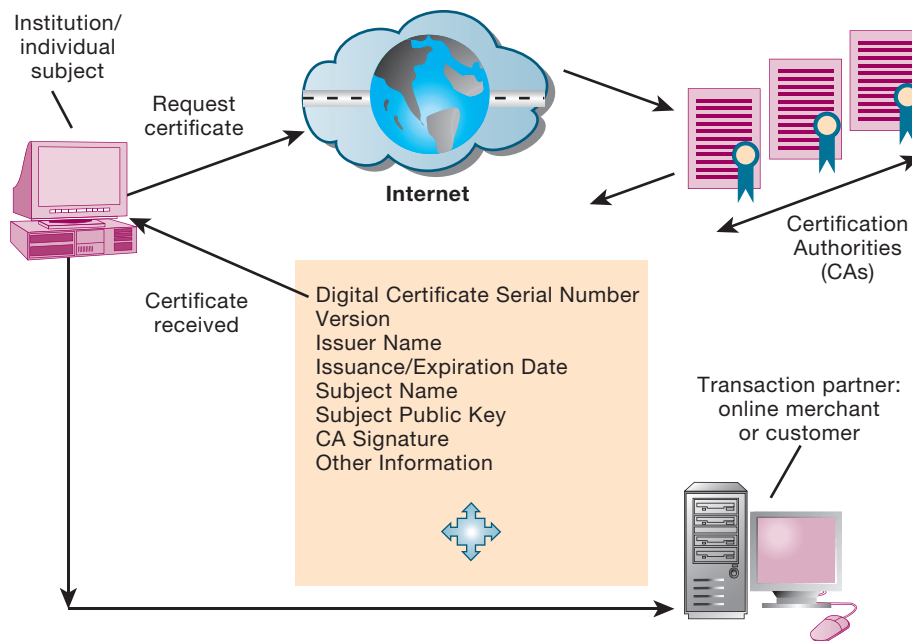 Institution/
individual
subject
Request
certificate
Internet
Certification
Authorities
(CAs)
Certificate
received
Digital Certificate Serial Number
Version
Issuer Name
Issuance/Expiration Date
Subject Name
Subject Public Key
CA Signature
Other Information
Transaction partner:
online merchant
or customer